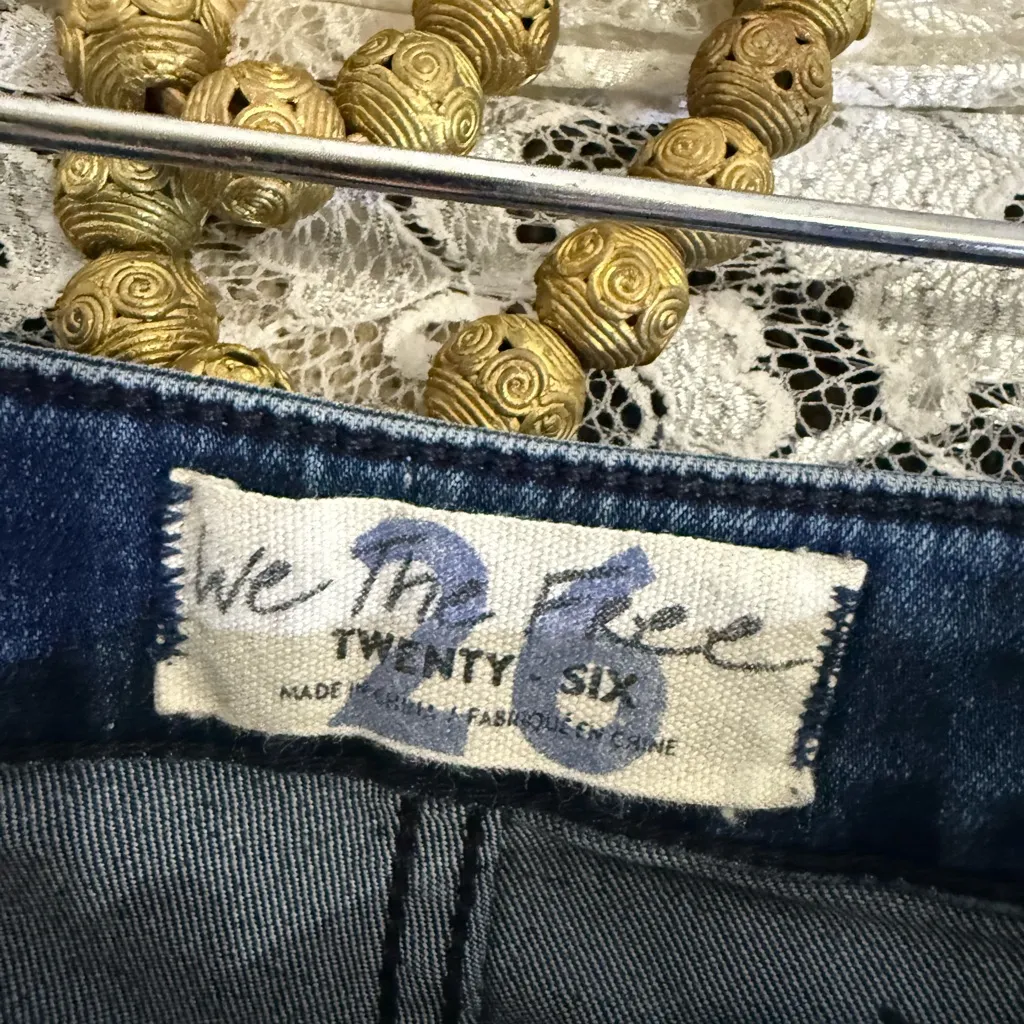 We The Free
26
TWENTY - SIX
MADE IN CHINA / FABRIQUÉ EN CHINE